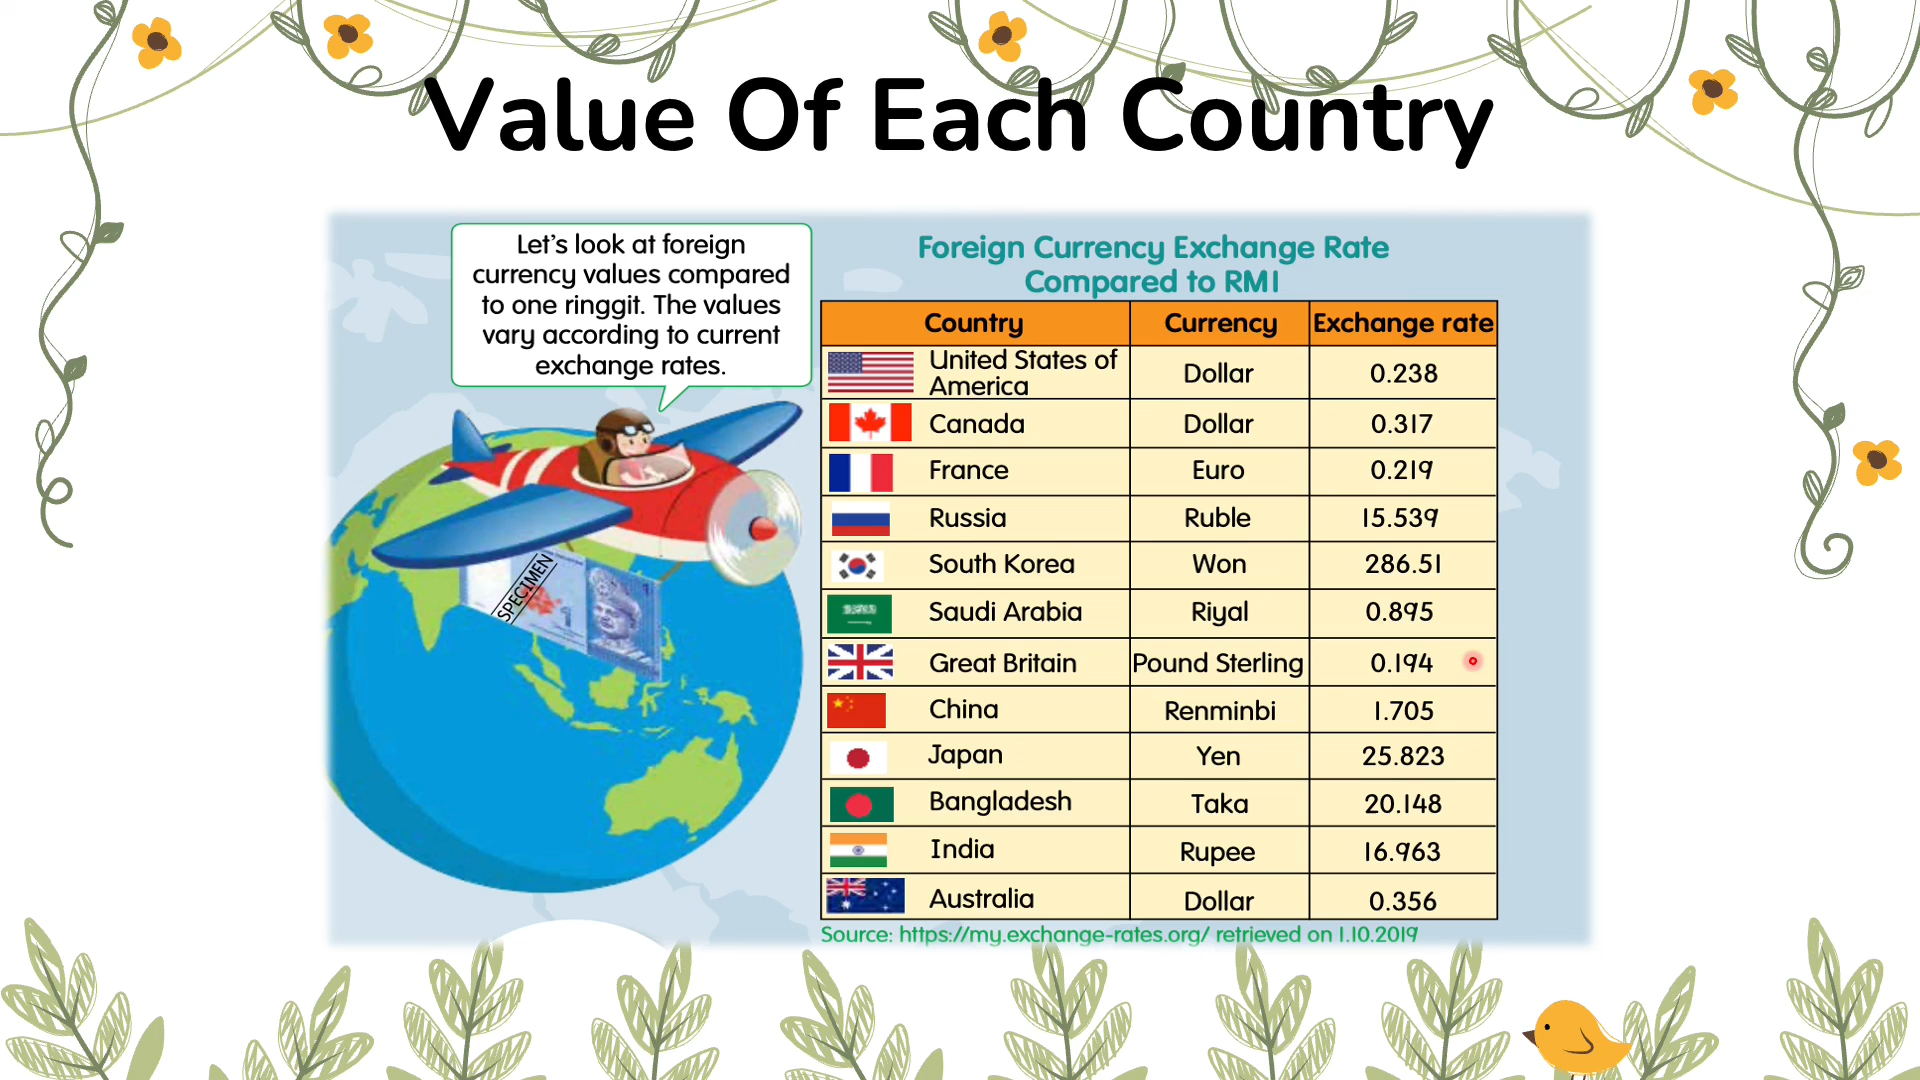 Value Of Each Country
Let's look at foreign
currency values compared
to one ringgit. The values
vary according to current
exchange rates.
SPECIMEN
1
Foreign Currency Exchange Rate
Compared to RM1
Country Currency Exchange rate
United States of
America Dollar 0.238
Canada Dollar 0.317
France Euro 0.219
Russia Ruble 15.539
South Korea Won 286.51
Saudi Arabia Riyal 0.895
Great Britain Pound Sterling 0.194
China Renminbi 1.705
Japan Yen 25.823
Bangladesh Taka 20.148
India Rupee 16.963
Australia Dollar 0.356
Source: https://my.exchange-rates.org/ retrieved on 1.10.2019